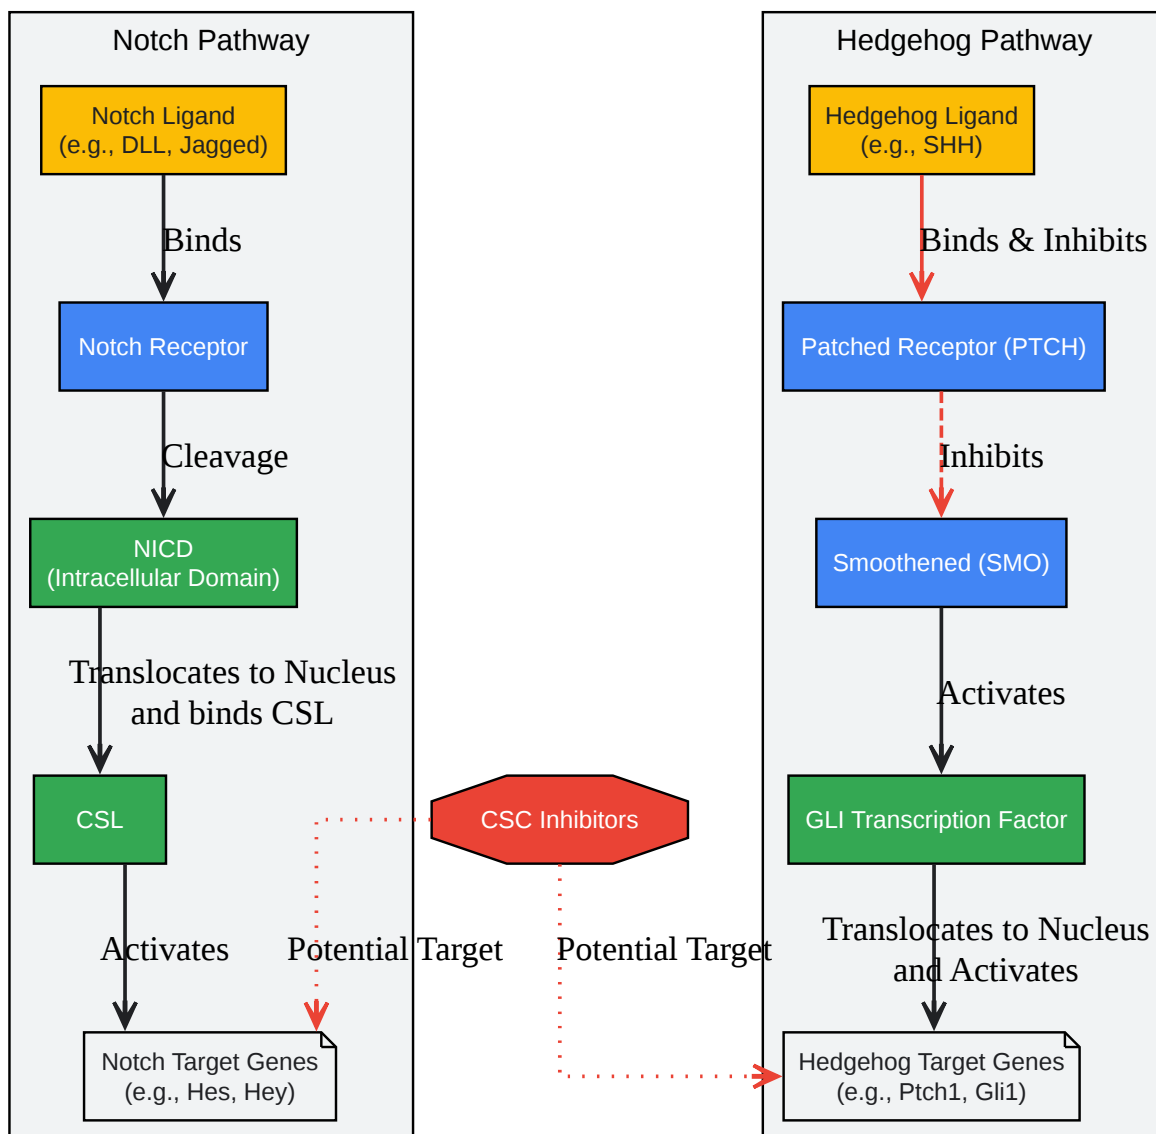 Notch Pathway
Notch Ligand
(e.g., DLL, Jagged)
Binds
Notch Receptor
Cleavage
NICD
(Intracellular Domain)
Translocates to Nucleus
and binds CSL
CSL
Activates
Notch Target Genes
(e.g., Hes, Hey)
CSC Inhibitors
Potential Target
Potential Target
Hedgehog Pathway
Hedgehog Ligand
(e.g., SHH)
Binds & Inhibits
Patched Receptor (PTCH)
Inhibits
Smoothened (SMO)
Activates
GLI Transcription Factor
Translocates to Nucleus
and Activates
Hedgehog Target Genes
(e.g., Ptch1, Gli1)